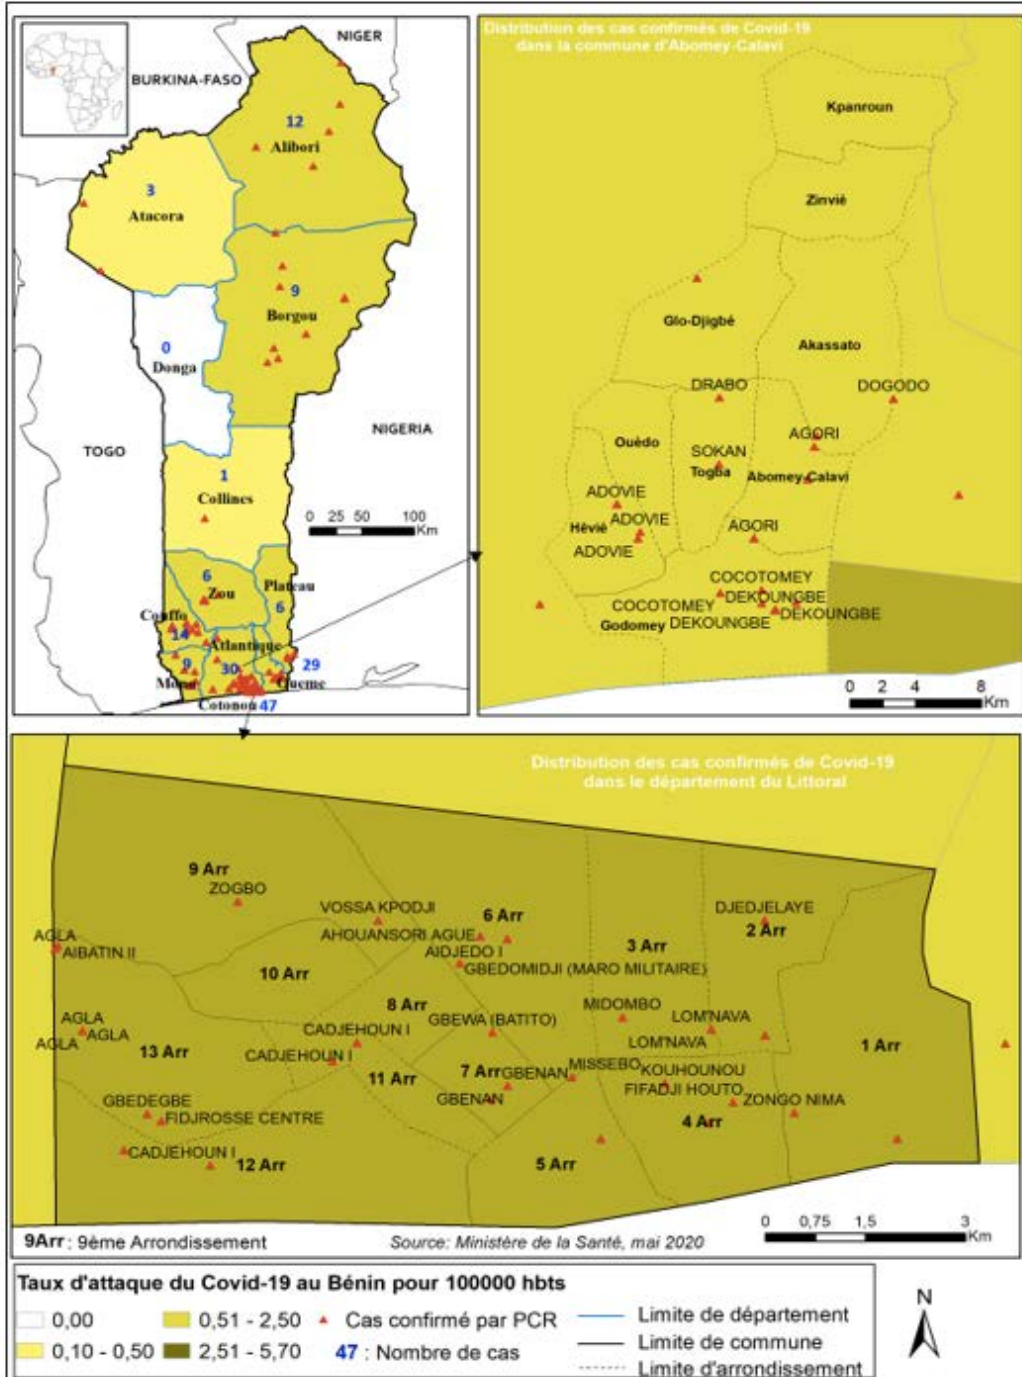 NIGER
BURKINA-FASO
12
Alibori
3
Atacora
9
Borgou
0
Donga
NIGERIA
TOGO
1
Collines
0 25 50 100
Km
6
Zou
Plateau
6
Couffo
14
Atlantique
9
Mono
30
29
Oueme
Cotonou
47
Distribution des cas confirmés de Covid-19
dans la commune d'Abomey-Calavi
Kpanroun
Zinvié
Glo-Djigbé
Akassato
DRABO
DOGODO
AGORI
Ouèdo
SOKAN
Togba
Abomey-Calavi
ADOVIE
Hêvié
ADOVIE
ADOVIE
AGORI
COCOTOMEY
DEKOUNGBE
COCOTOMEY
DEKOUNGBE
DEKOUNGBE
Godomey
0 2 4 8
Km
Distribution des cas confirmés de Covid-19
dans le département du Littoral
9 Arr
ZOGBO
VOSSA KPODJI
6 Arr
DJEDJELAYE
2 Arr
AGLA
AHOUANSORI AGUE
AIBATIN II
AIDJEDO I
3 Arr
GBEDOMIDJI (MARO MILITAIRE)
10 Arr
8 Arr
MIDOMBO
AGLA
AGLA
GBEWA (BATITO)
LOM'NAVA
CADJEHOUN I
AGLA
13 Arr
LOM'NAVA
1 Arr
CADJEHOUN I
11 Arr
7 Arr
GBENAN
MISSEBO
KOUHOUNOU
FIFADJI HOUTO
GBENAN
ZONGO NIMA
GBEDEGBE
FIDJROSSE CENTRE
4 Arr
CADJEHOUN I
12 Arr
5 Arr
0 0,75 1,5 3
Km
9Arr : 9ème Arrondissement
Source: Ministère de la Santé, mai 2020
Taux d'attaque du Covid-19 au Bénin pour 100000 hbts
0,00
0,51 - 2,50
Cas confirmé par PCR
Limite de département
0,10 - 0,50
2,51 - 5,70
47 : Nombre de cas
Limite de commune
Limite d'arrondissement
N